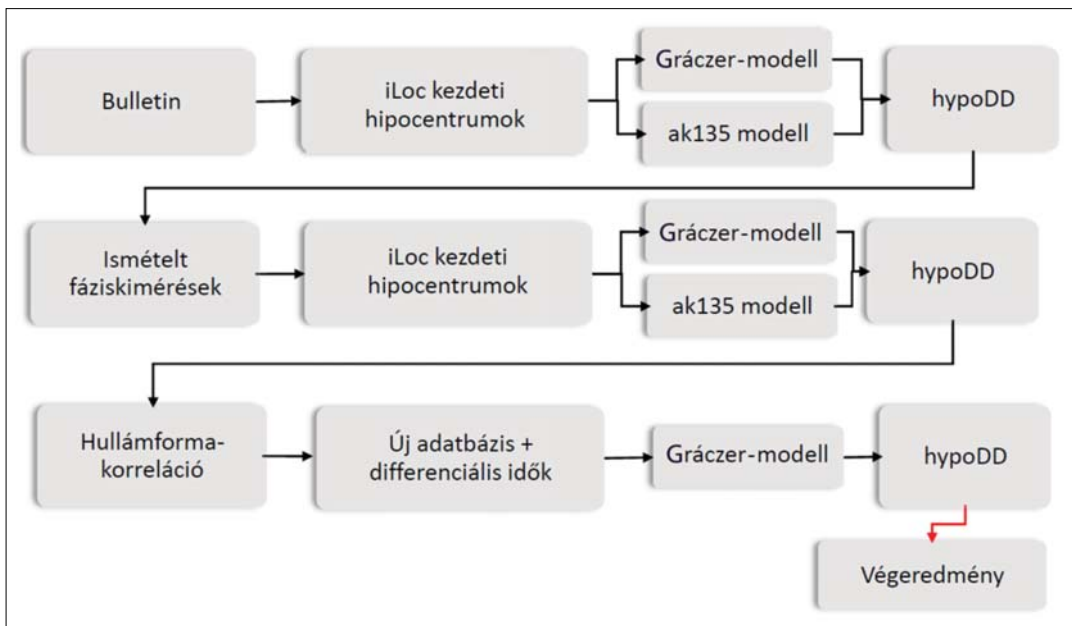 Bulletin
iLoc kezdeti
hipocentrumok
Gráczer-modell
ak135 modell
hypoDD
Ismételt
fáziskimérések
iLoc kezdeti
hipocentrumok
Gráczer-modell
ak135 modell
hypoDD
Hullámforma-
korreláció
Új adatbázis +
differenciális idők
Gráczer-modell
hypoDD
Végeredmény